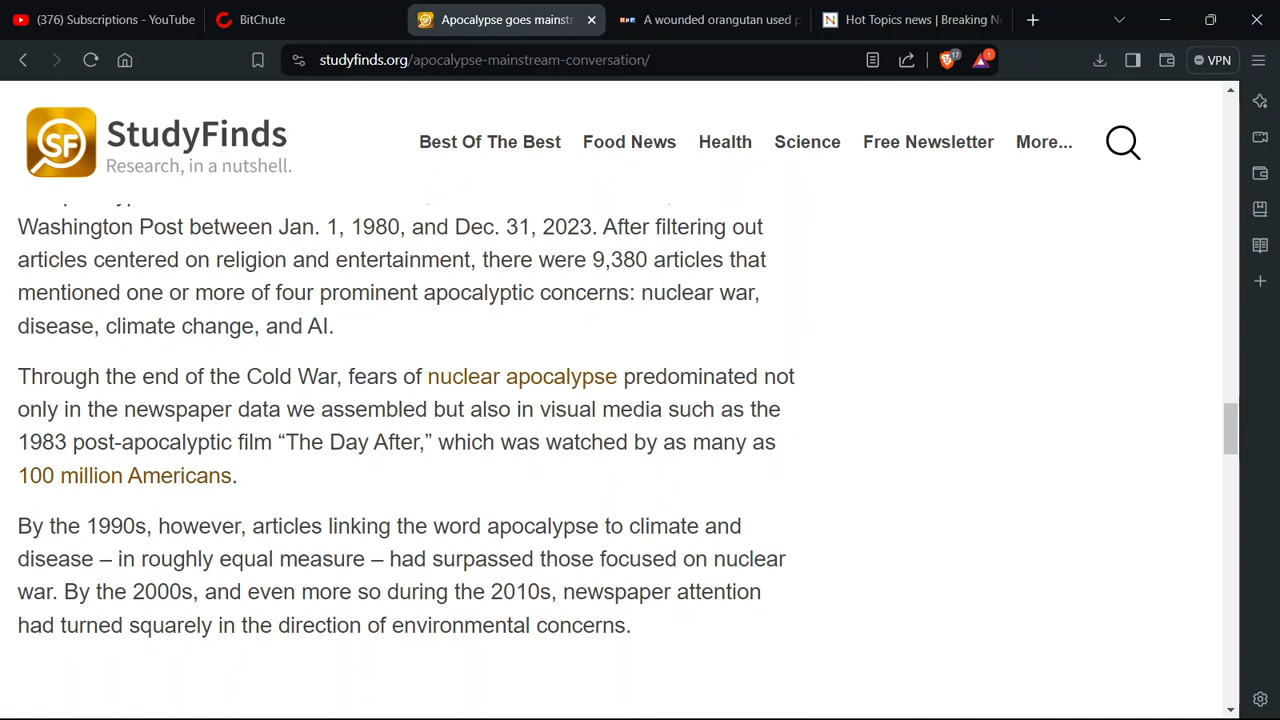 (376) Subscriptions - YouTube
BitChute
Apocalypse goes mainst
A wounded orangutan used p
Hot Topics news | Breaking N
studyfinds.org/apocalypse-mainstream-conversation/
17
1
VPN
SF
StudyFinds
Research, in a nutshell.
Best Of The Best
Food News
Health
Science
Free Newsletter
More...
Washington Post between Jan. 1, 1980, and Dec. 31, 2023. After filtering out
articles centered on religion and entertainment, there were 9,380 articles that
mentioned one or more of four prominent apocalyptic concerns: nuclear war,
disease, climate change, and AI.
Through the end of the Cold War, fears of nuclear apocalypse predominated not
only in the newspaper data we assembled but also in visual media such as the
1983 post-apocalyptic film “The Day After,” which was watched by as many as
100 million Americans.
By the 1990s, however, articles linking the word apocalypse to climate and
disease – in roughly equal measure – had surpassed those focused on nuclear
war. By the 2000s, and even more so during the 2010s, newspaper attention
had turned squarely in the direction of environmental concerns.